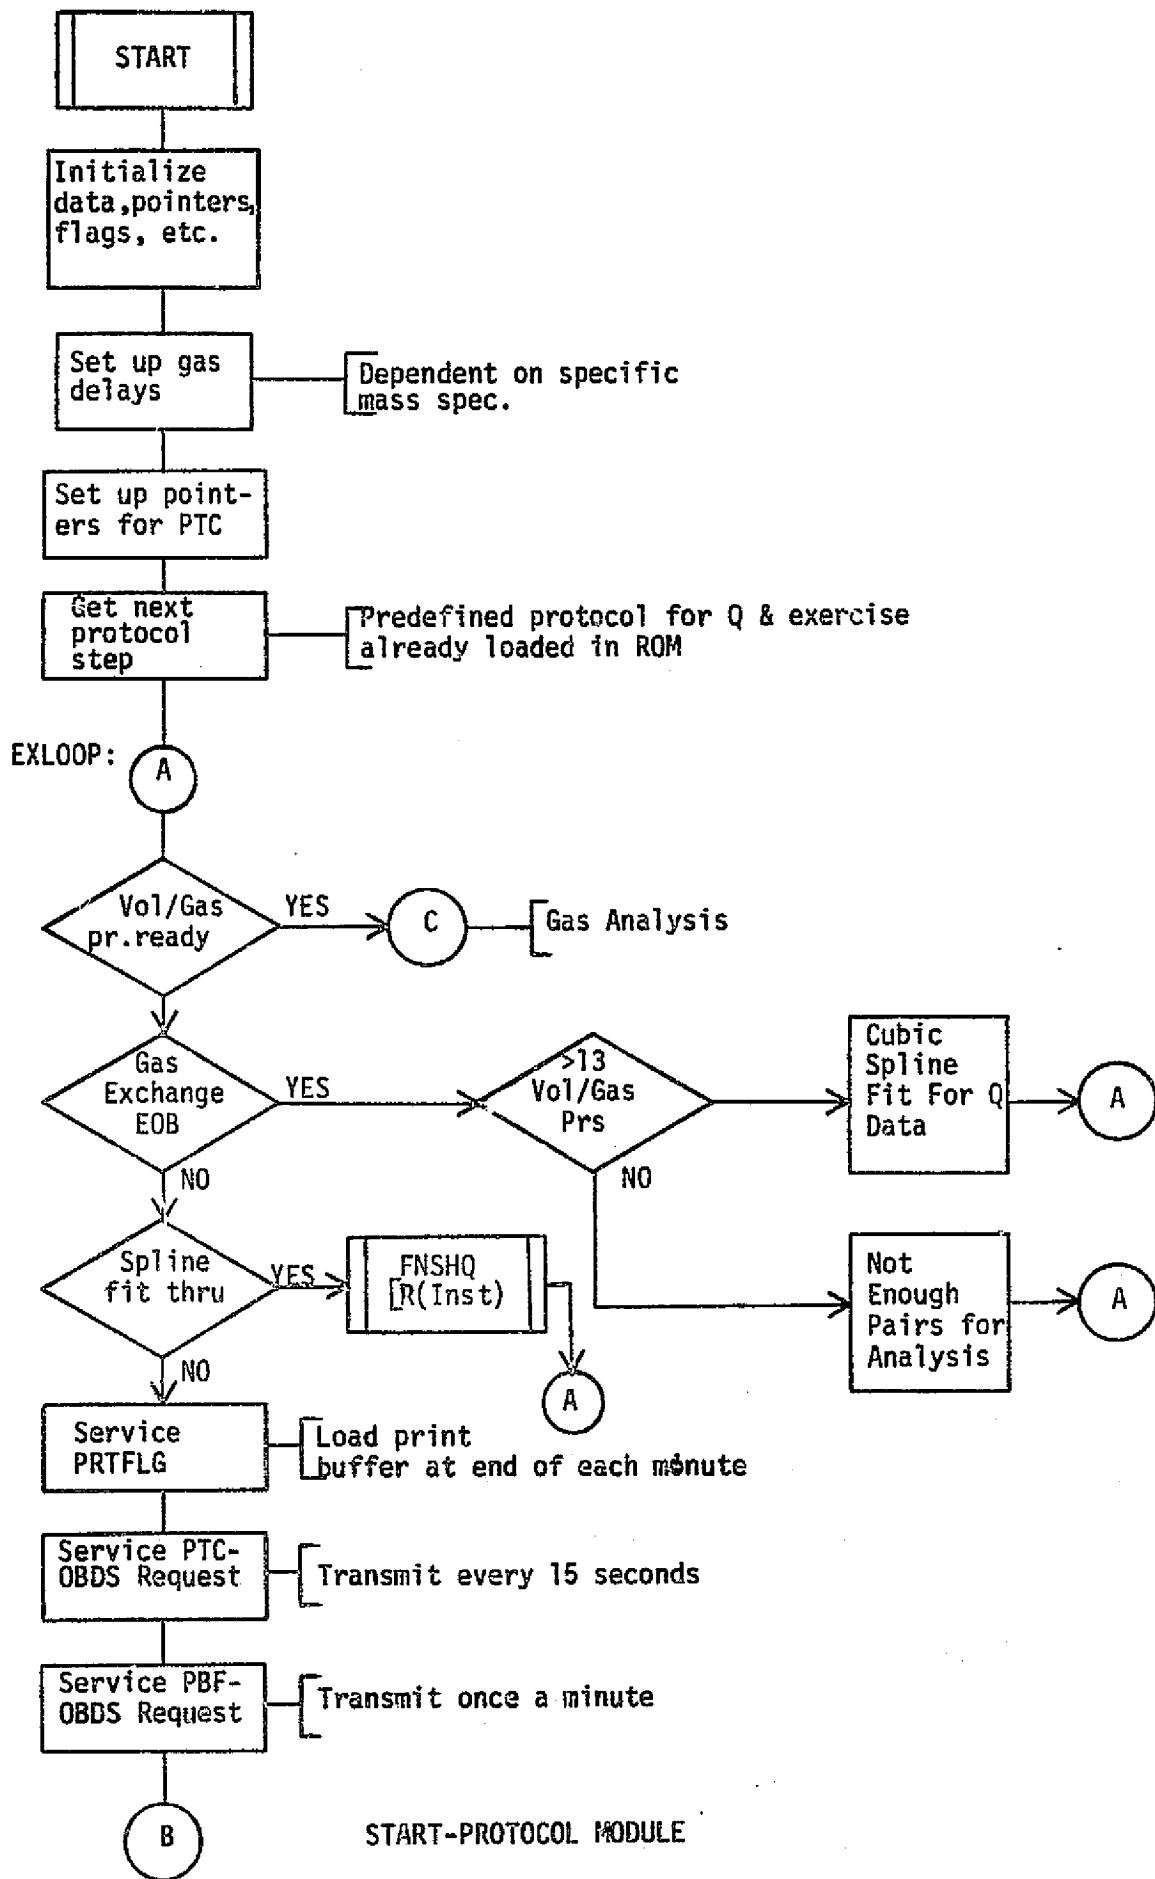 START
Initialize
data,pointers,
flags, etc.
Set up gas
delays
Dependent on specific
mass spec.
Set up point-
ers for PTC
Get next
protocol
step
Predefined protocol for Q & exercise
already loaded in ROM
EXLOOP:
A
Vol/Gas
pr.ready
YES
C
Gas Analysis
Gas
Exchange
EOB
YES
>13
Vol/Gas
Prs
Cubic
Spline
Fit For Q
Data
A
NO
NO
Spline
fit thru
YES
FNSHQ
[R(Inst)
A
Not
Enough
Pairs for
Analysis
A
NO
Service
PRTFLG
Load print
buffer at end of each minute
Service PTC-
OBDS Request
Transmit every 15 seconds
Service PBF-
OBDS Request
Transmit once a minute
B
START-PROTOCOL MODULE